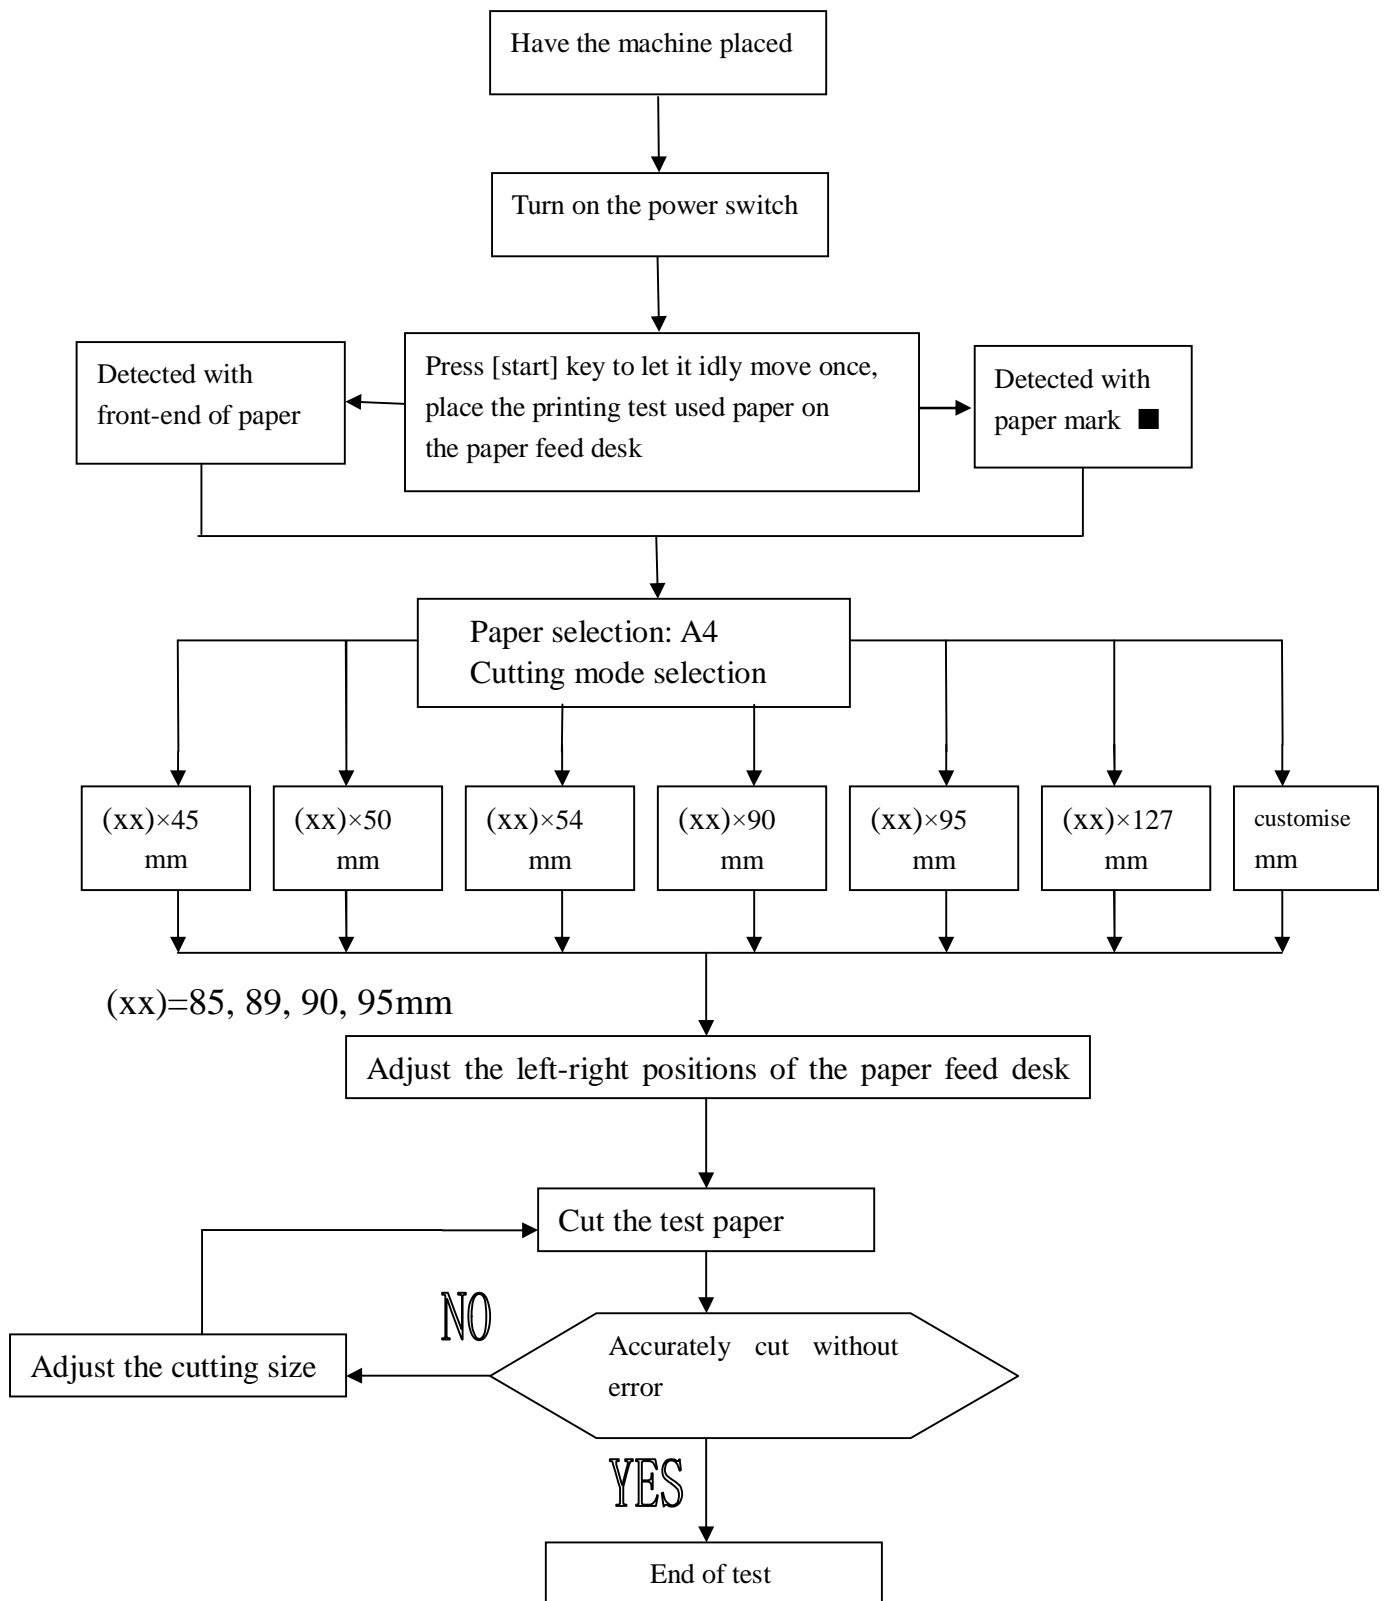 Have the machine placed
Turn on the power switch
Detected with
front-end of paper
Press [start] key to let it idly move once,
place the printing test used paper on
the paper feed desk
Detected with
paper mark ■
Paper selection: A4
Cutting mode selection
(xx)×45
mm
(xx)×50
mm
(xx)×54
mm
(xx)×90
mm
(xx)×95
mm
(xx)×127
mm
customise
mm
(xx)=85, 89, 90, 95mm
Adjust the left-right positions of the paper feed desk
Cut the test paper
NO
Adjust the cutting size
Accurately cut without
error
YES
End of test